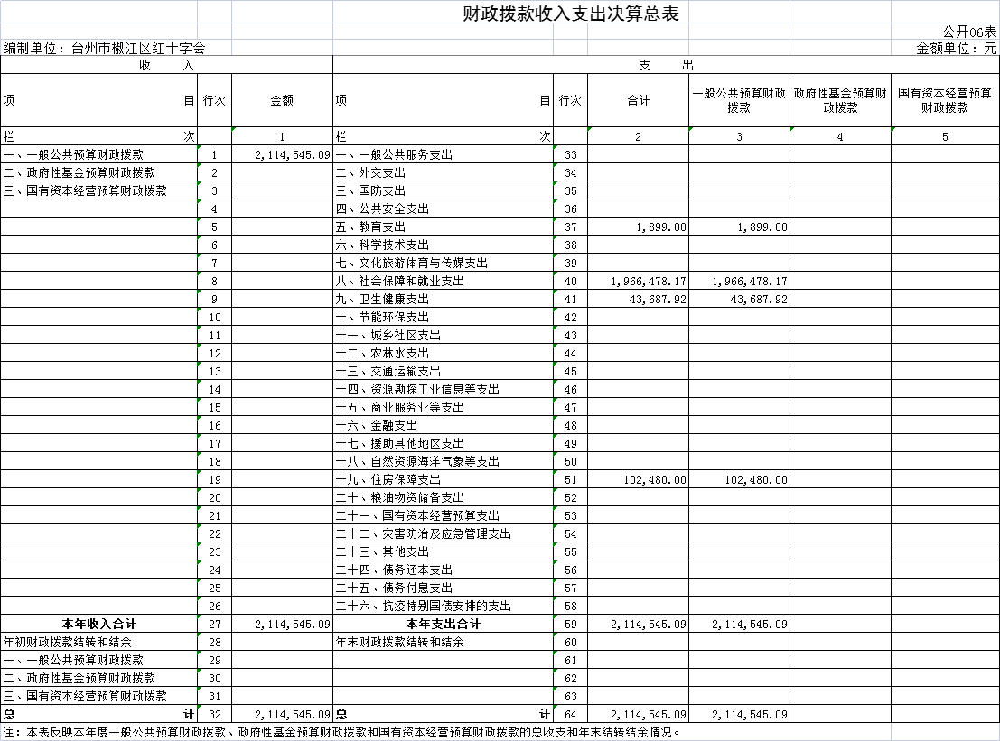 财政拨款收入支出决算总表
公开06表
编制单位：台州市椒江区红十字会 金额单位：元
收 入 支 出
项 目 行次 金额 项 目 行次 合计 一般公共预算财政拨款 政府性基金预算财政拨款 国有资本经营预算财政拨款
栏 次 1 栏 次 2 3 4 5
一、一般公共预算财政拨款 1 2,114,545.09 一、一般公共服务支出 33
二、政府性基金预算财政拨款 2 二、外交支出 34
三、国有资本经营预算财政拨款 3 三、国防支出 35
4 四、公共安全支出 36
5 五、教育支出 37 1,899.00 1,899.00
6 六、科学技术支出 38
7 七、文化旅游体育与传媒支出 39
8 八、社会保障和就业支出 40 1,966,478.17 1,966,478.17
9 九、卫生健康支出 41 43,687.92 43,687.92
10 十、节能环保支出 42
11 十一、城乡社区支出 43
12 十二、农林水支出 44
13 十三、交通运输支出 45
14 十四、资源勘探工业信息等支出 46
15 十五、商业服务业等支出 47
16 十六、金融支出 48
17 十七、援助其他地区支出 49
18 十八、自然资源海洋气象等支出 50
19 十九、住房保障支出 51 102,480.00 102,480.00
20 二十、粮油物资储备支出 52
21 二十一、国有资本经营预算支出 53
22 二十二、灾害防治及应急管理支出 54
23 二十三、其他支出 55
24 二十四、债务还本支出 56
25 二十五、债务付息支出 57
26 二十六、抗疫特别国债安排的支出 58
本年收入合计 27 2,114,545.09 本年支出合计 59 2,114,545.09 2,114,545.09
年初财政拨款结转和结余 28 年末财政拨款结转和结余 60
一、一般公共预算财政拨款 29 61
二、政府性基金预算财政拨款 30 62
三、国有资本经营预算财政拨款 31 63
总 计 32 2,114,545.09 总 计 64 2,114,545.09 2,114,545.09
注：本表反映本年度一般公共预算财政拨款、政府性基金预算财政拨款和国有资本经营预算财政拨款的总收支和年末结转结余情况。